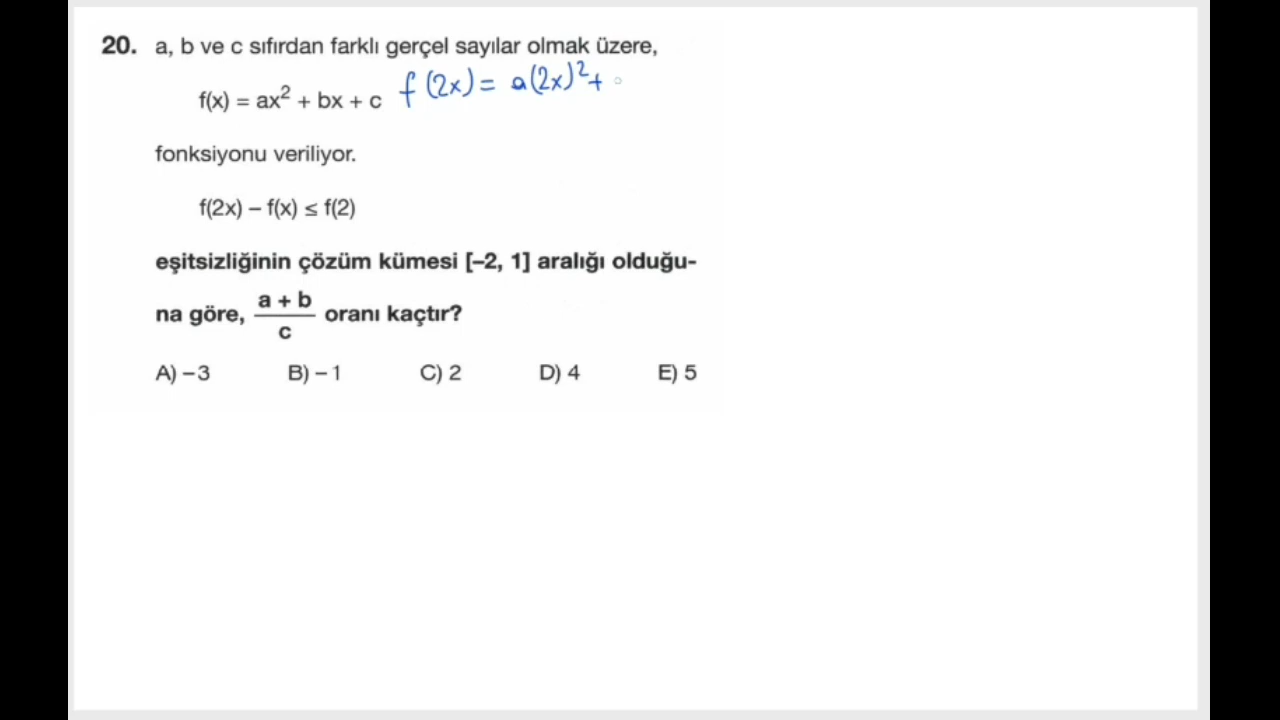 20. a, b ve c sıfırdan farklı gerçel sayılar olmak üzere,
f(x) = ax² + bx + c f(2x) = a(2x)² +
fonksiyonu veriliyor.
f(2x) – f(x) ≤ f(2)
eşitsizliğinin çözüm kümesi [–2, 1] aralığı olduğu-
na göre, (a + b)/c oranı kaçtır?
A) – 3 B) – 1 C) 2 D) 4 E) 5